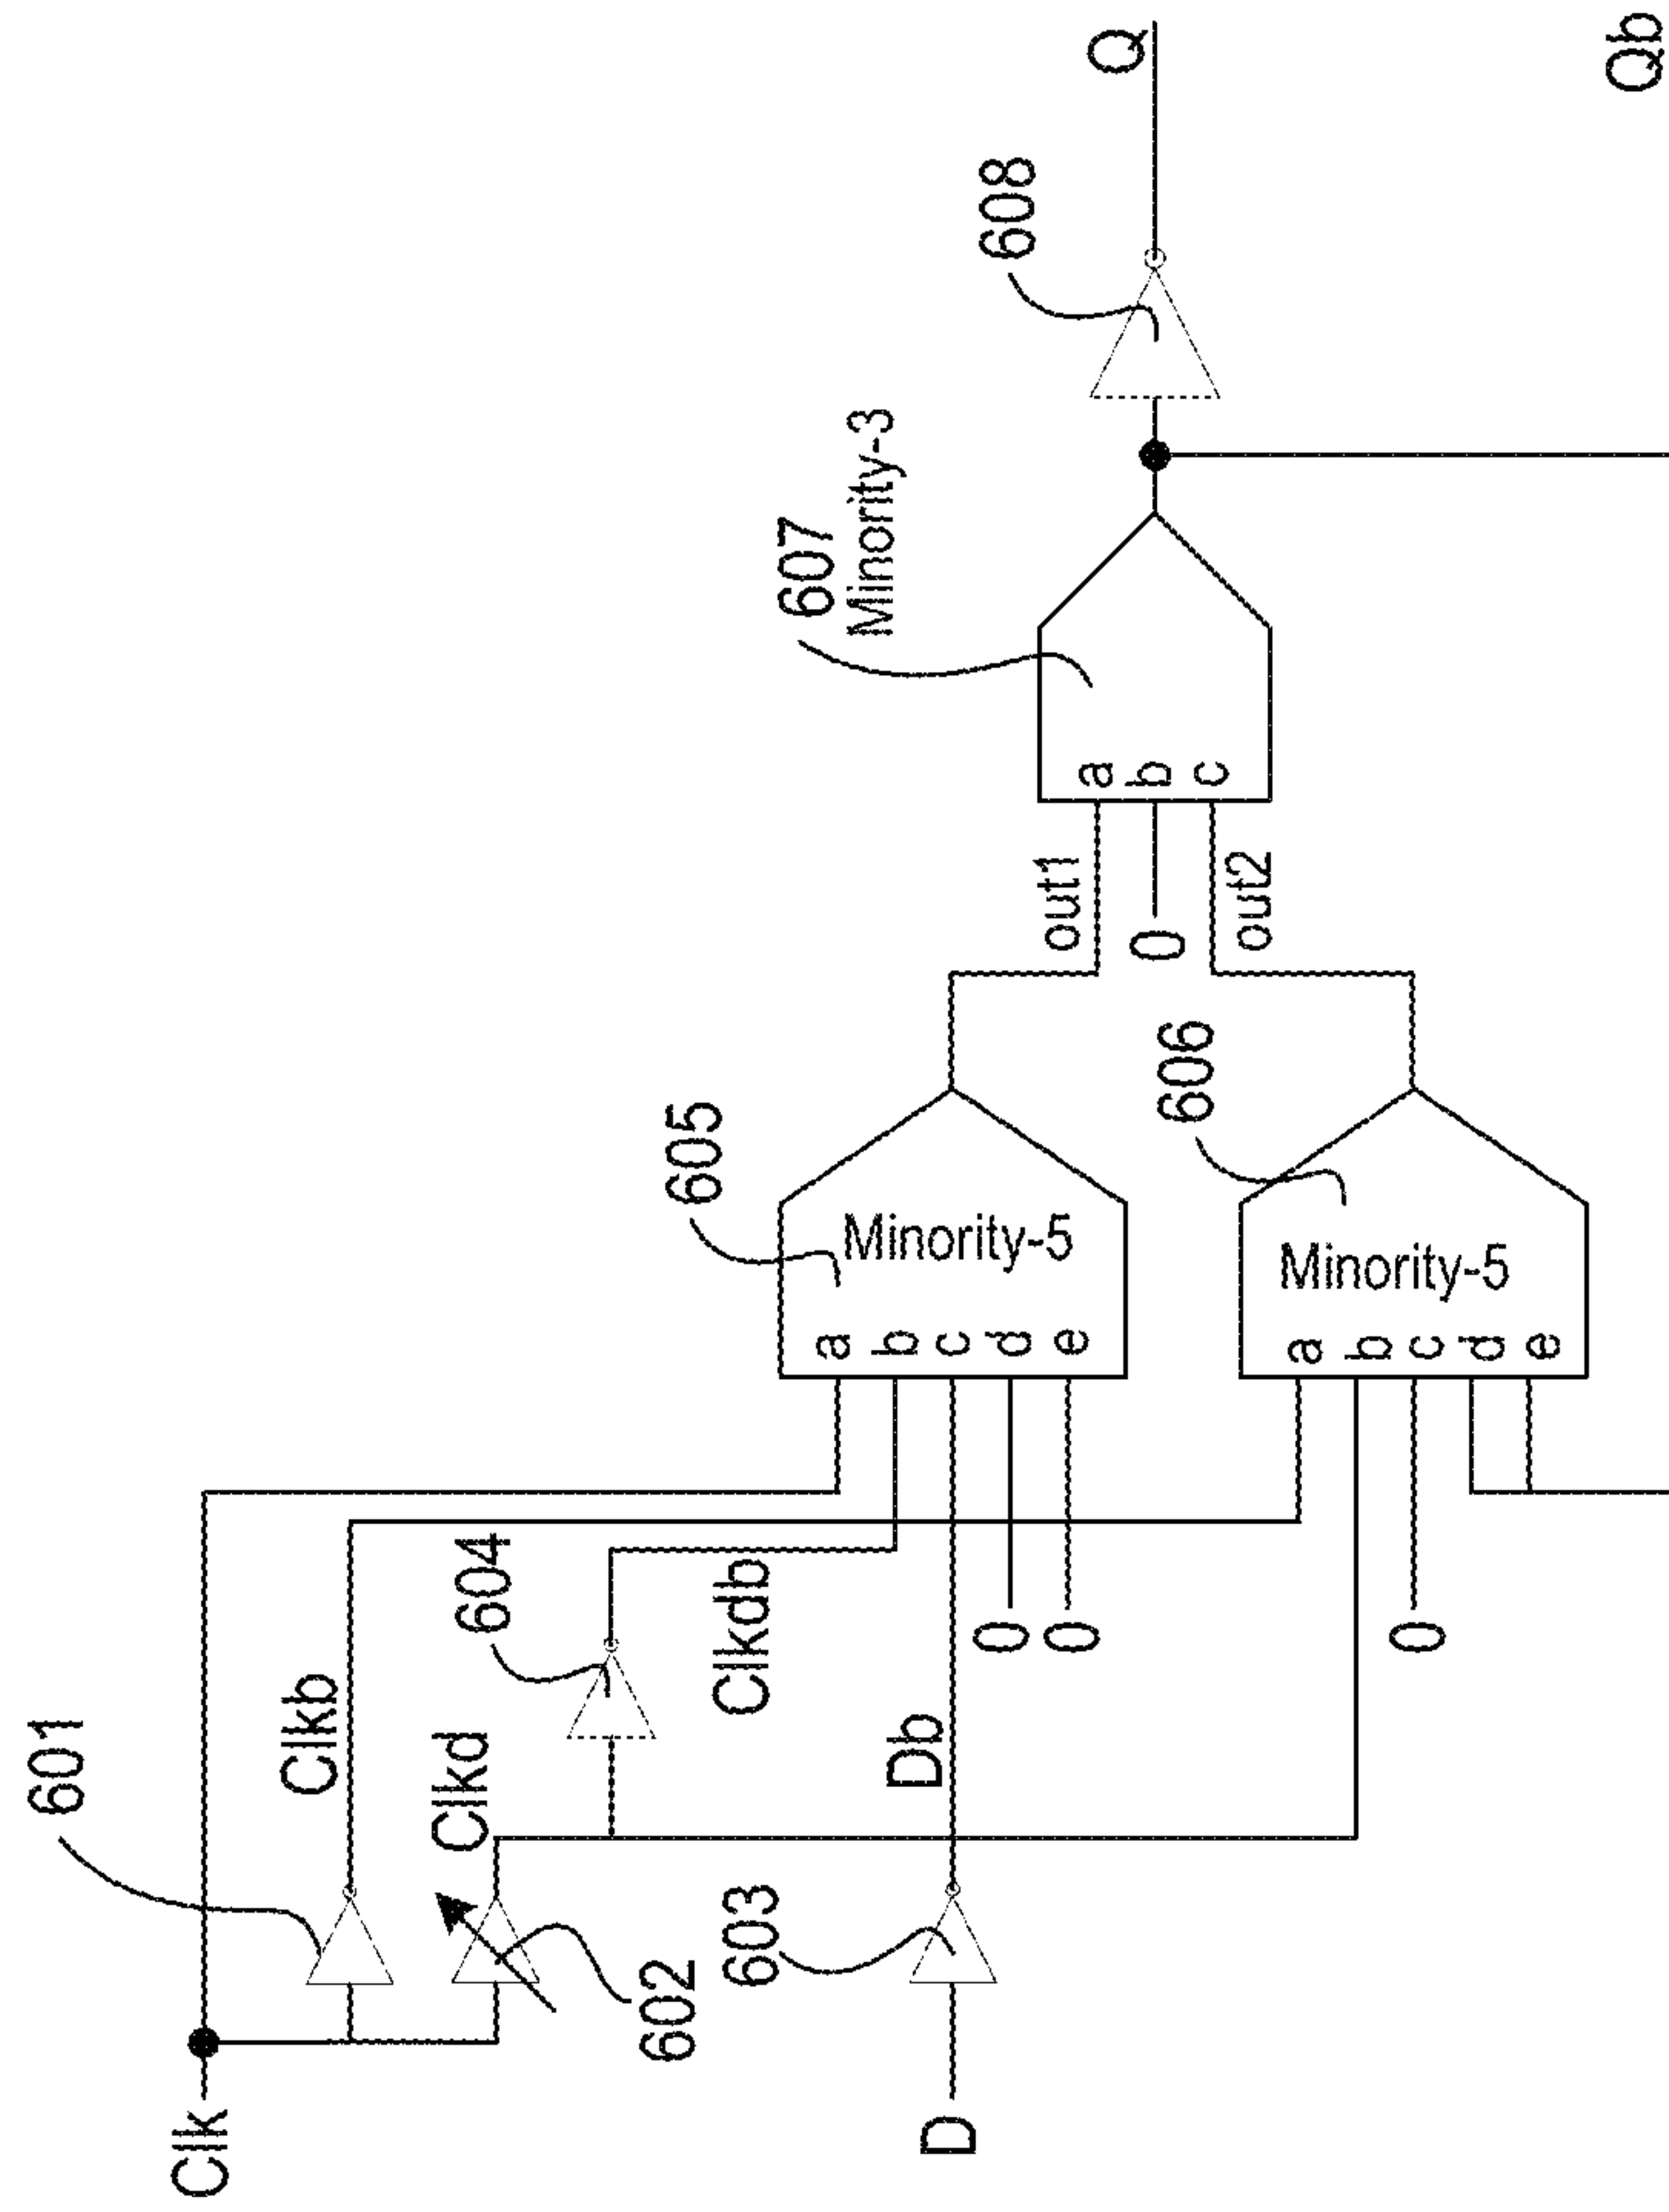 Clk
601
Clkb
Clkd
602
604
Clkdb
603
D
Db
0
0
605
Minority-5
a
b
c
d
e
606
Minority-5
a
b
c
d
e
0
out1
0
out2
607
Minority-3
a
b
c
608
Q
Qb